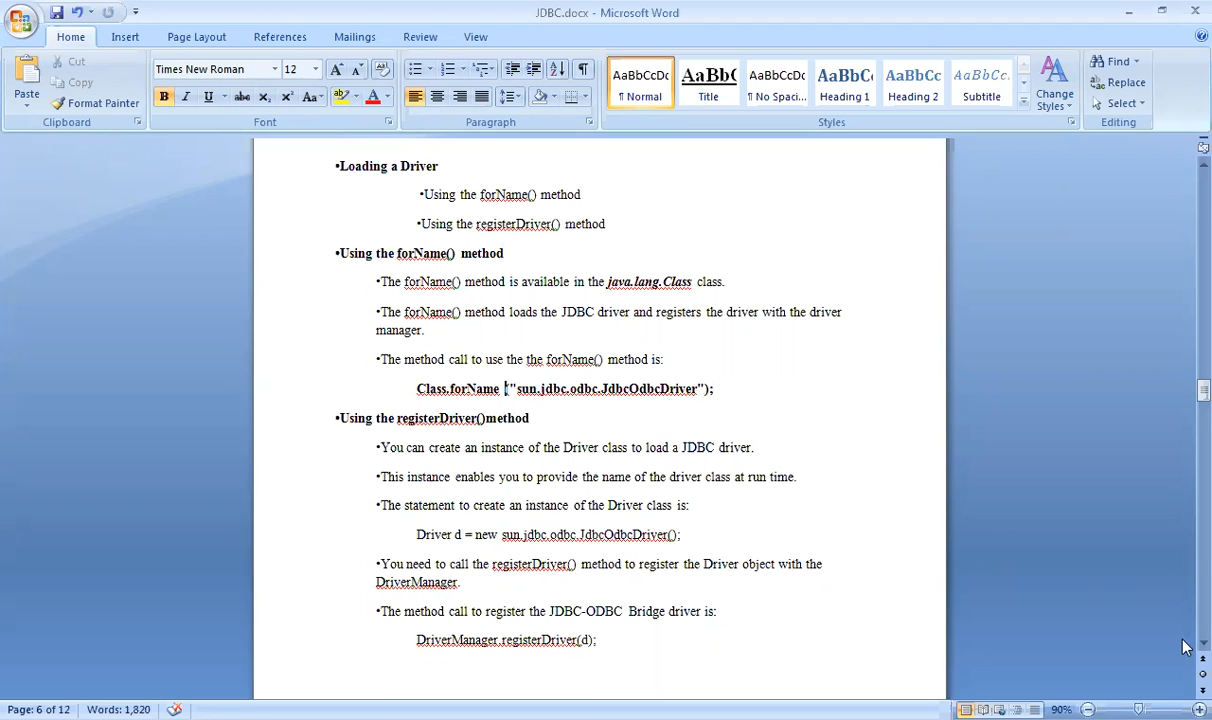 JDBC.docx - Microsoft Word
Home Insert Page Layout References Mailings Review View
Paste
Cut
Copy
Format Painter
Clipboard
Times New Roman 12
B I U abc x₂ x² Aa
Font
Paragraph
AaBbCcDc AaBbC AaBbCcDc AaBbC AaBbCc AaBbCc.
¶ Normal Title ¶ No Spaci... Heading 1 Heading 2 Subtitle
Change
Styles
Styles
Find
Replace
Select
Editing
•Loading a Driver
•Using the forName() method
•Using the registerDriver() method
•Using the forName() method
•The forName() method is available in the java.lang.Class class.
•The forName() method loads the JDBC driver and registers the driver with the driver
manager.
•The method call to use the the forName() method is:
Class.forName ("sun.jdbc.odbc.JdbcOdbcDriver");
•Using the registerDriver()method
•You can create an instance of the Driver class to load a JDBC driver.
•This instance enables you to provide the name of the driver class at run time.
•The statement to create an instance of the Driver class is:
Driver d = new sun.jdbc.odbc.JdbcOdbcDriver();
•You need to call the registerDriver() method to register the Driver object with the
DriverManager.
•The method call to register the JDBC-ODBC Bridge driver is:
DriverManager.registerDriver(d);
Page: 6 of 12 Words: 1,820 90%